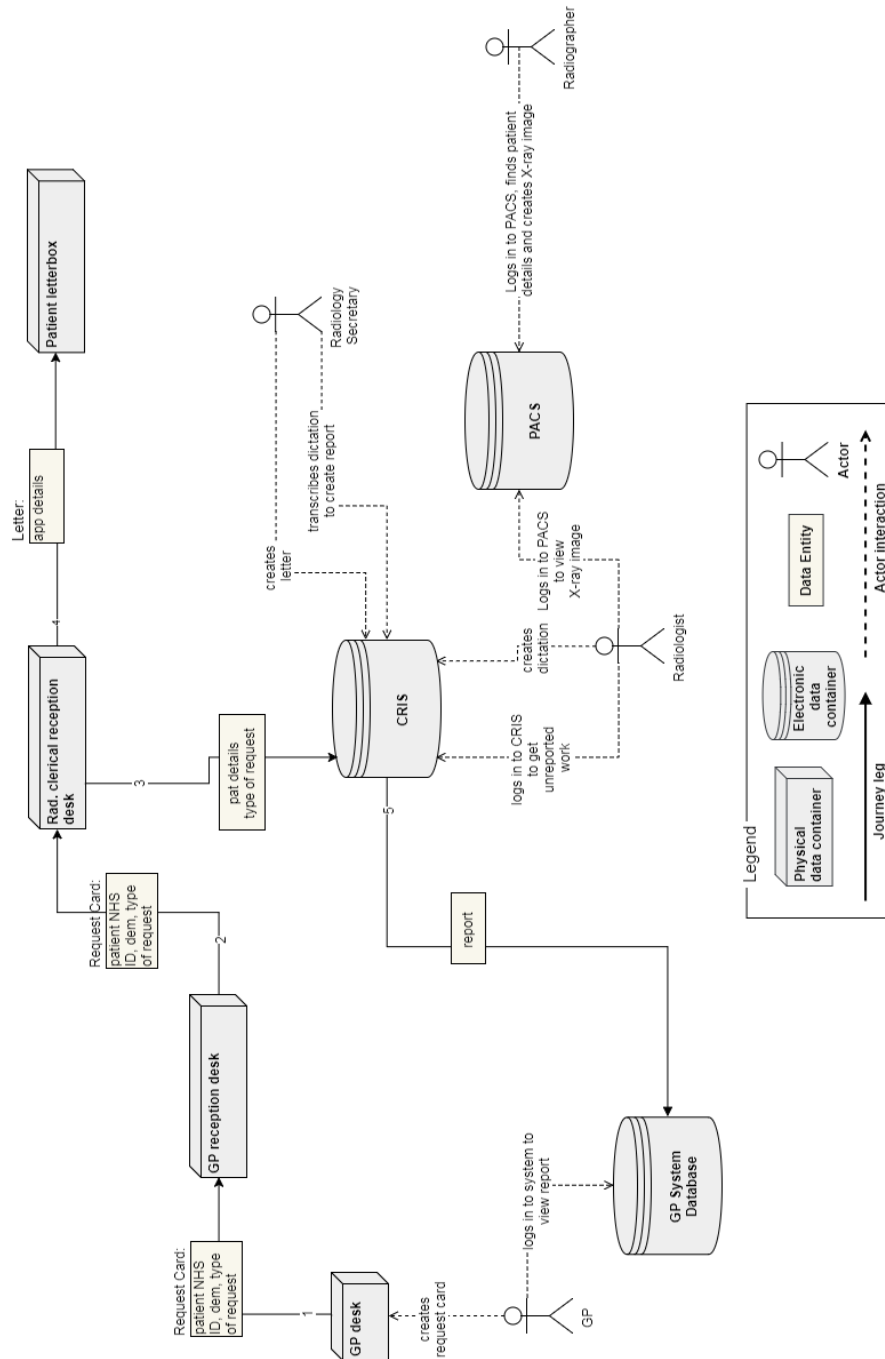 Request Card:
patient NHS
ID, dem, type
of request
1
GP desk
creates
request card
GP
logs in to system to
view report
GP System
Database
GP reception desk
2
Request Card:
patient NHS
ID, dem, type
of request
Rad. clerical reception
desk
3
pat details
type of request
4
Letter:
app details
Patient letterbox
CRIS
5
report
creates
letter
transcribes dictation
to create report
Radiology
Secretary
logs in to CRIS
to get
unreported
work
creates
dictation
Radiologist
Logs in to PACS
to view
X-ray image
PACS
Logs in to PACS, finds patient
details and creates X-ray image
Radiographer
Legend
Physical
data container
Electronic
data
container
Data Entity
Actor
Journey leg
Actor interaction